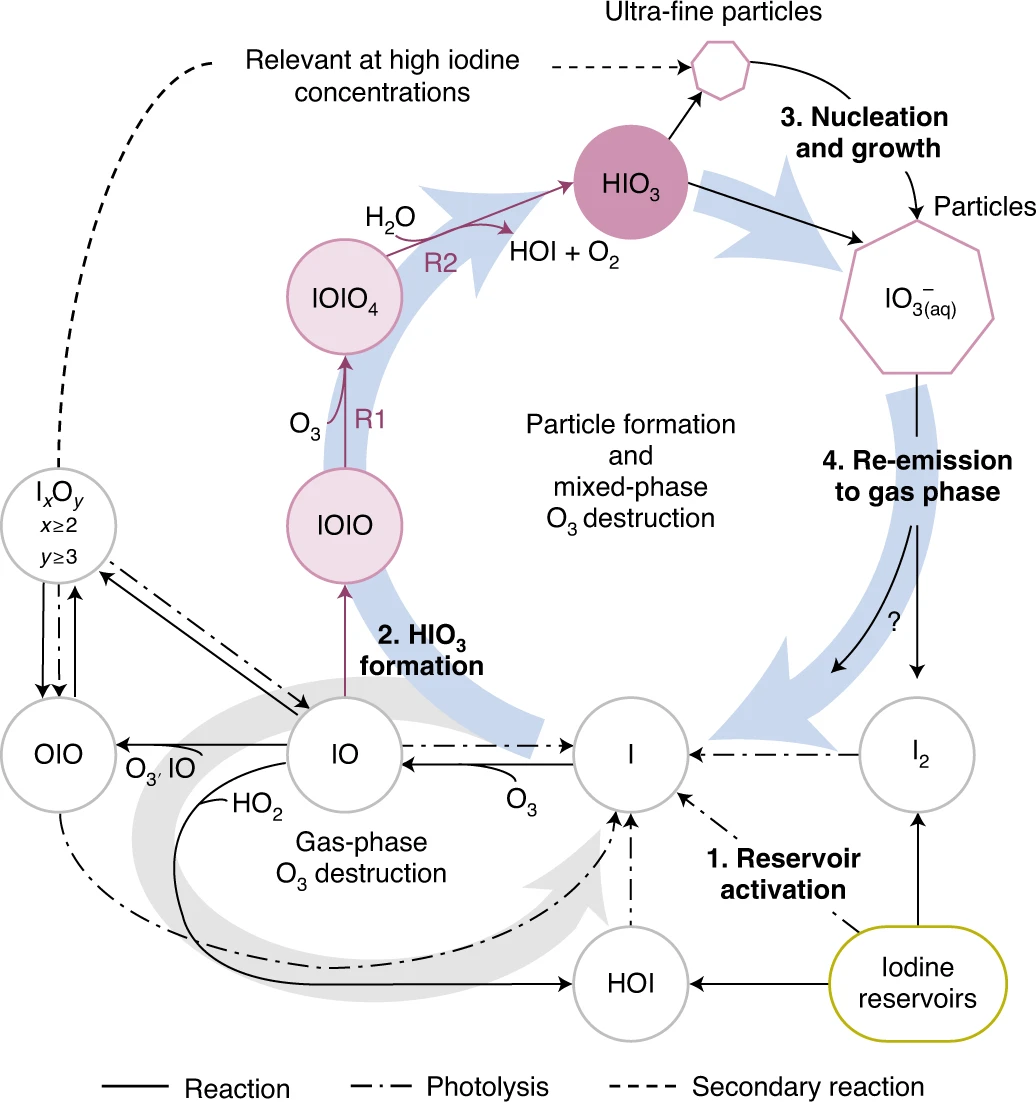 Ultra-fine particles
Relevant at high iodine
concentrations
3. Nucleation
and growth
HIO₃
Particles
H₂O
HOI + O₂
R2
IOIO₄
IO₃⁻(aq)
O₃
R1
Particle formation
and
mixed-phase
O₃ destruction
4. Re-emission
to gas phase
IₓOᵧ
x≥2
y≥3
IOIO
?
2. HIO₃
formation
OIO
IO
I
I₂
O₃, IO
HO₂
O₃
Gas-phase
O₃ destruction
1. Reservoir
activation
HOI
Iodine
reservoirs
Reaction
Photolysis
Secondary reaction